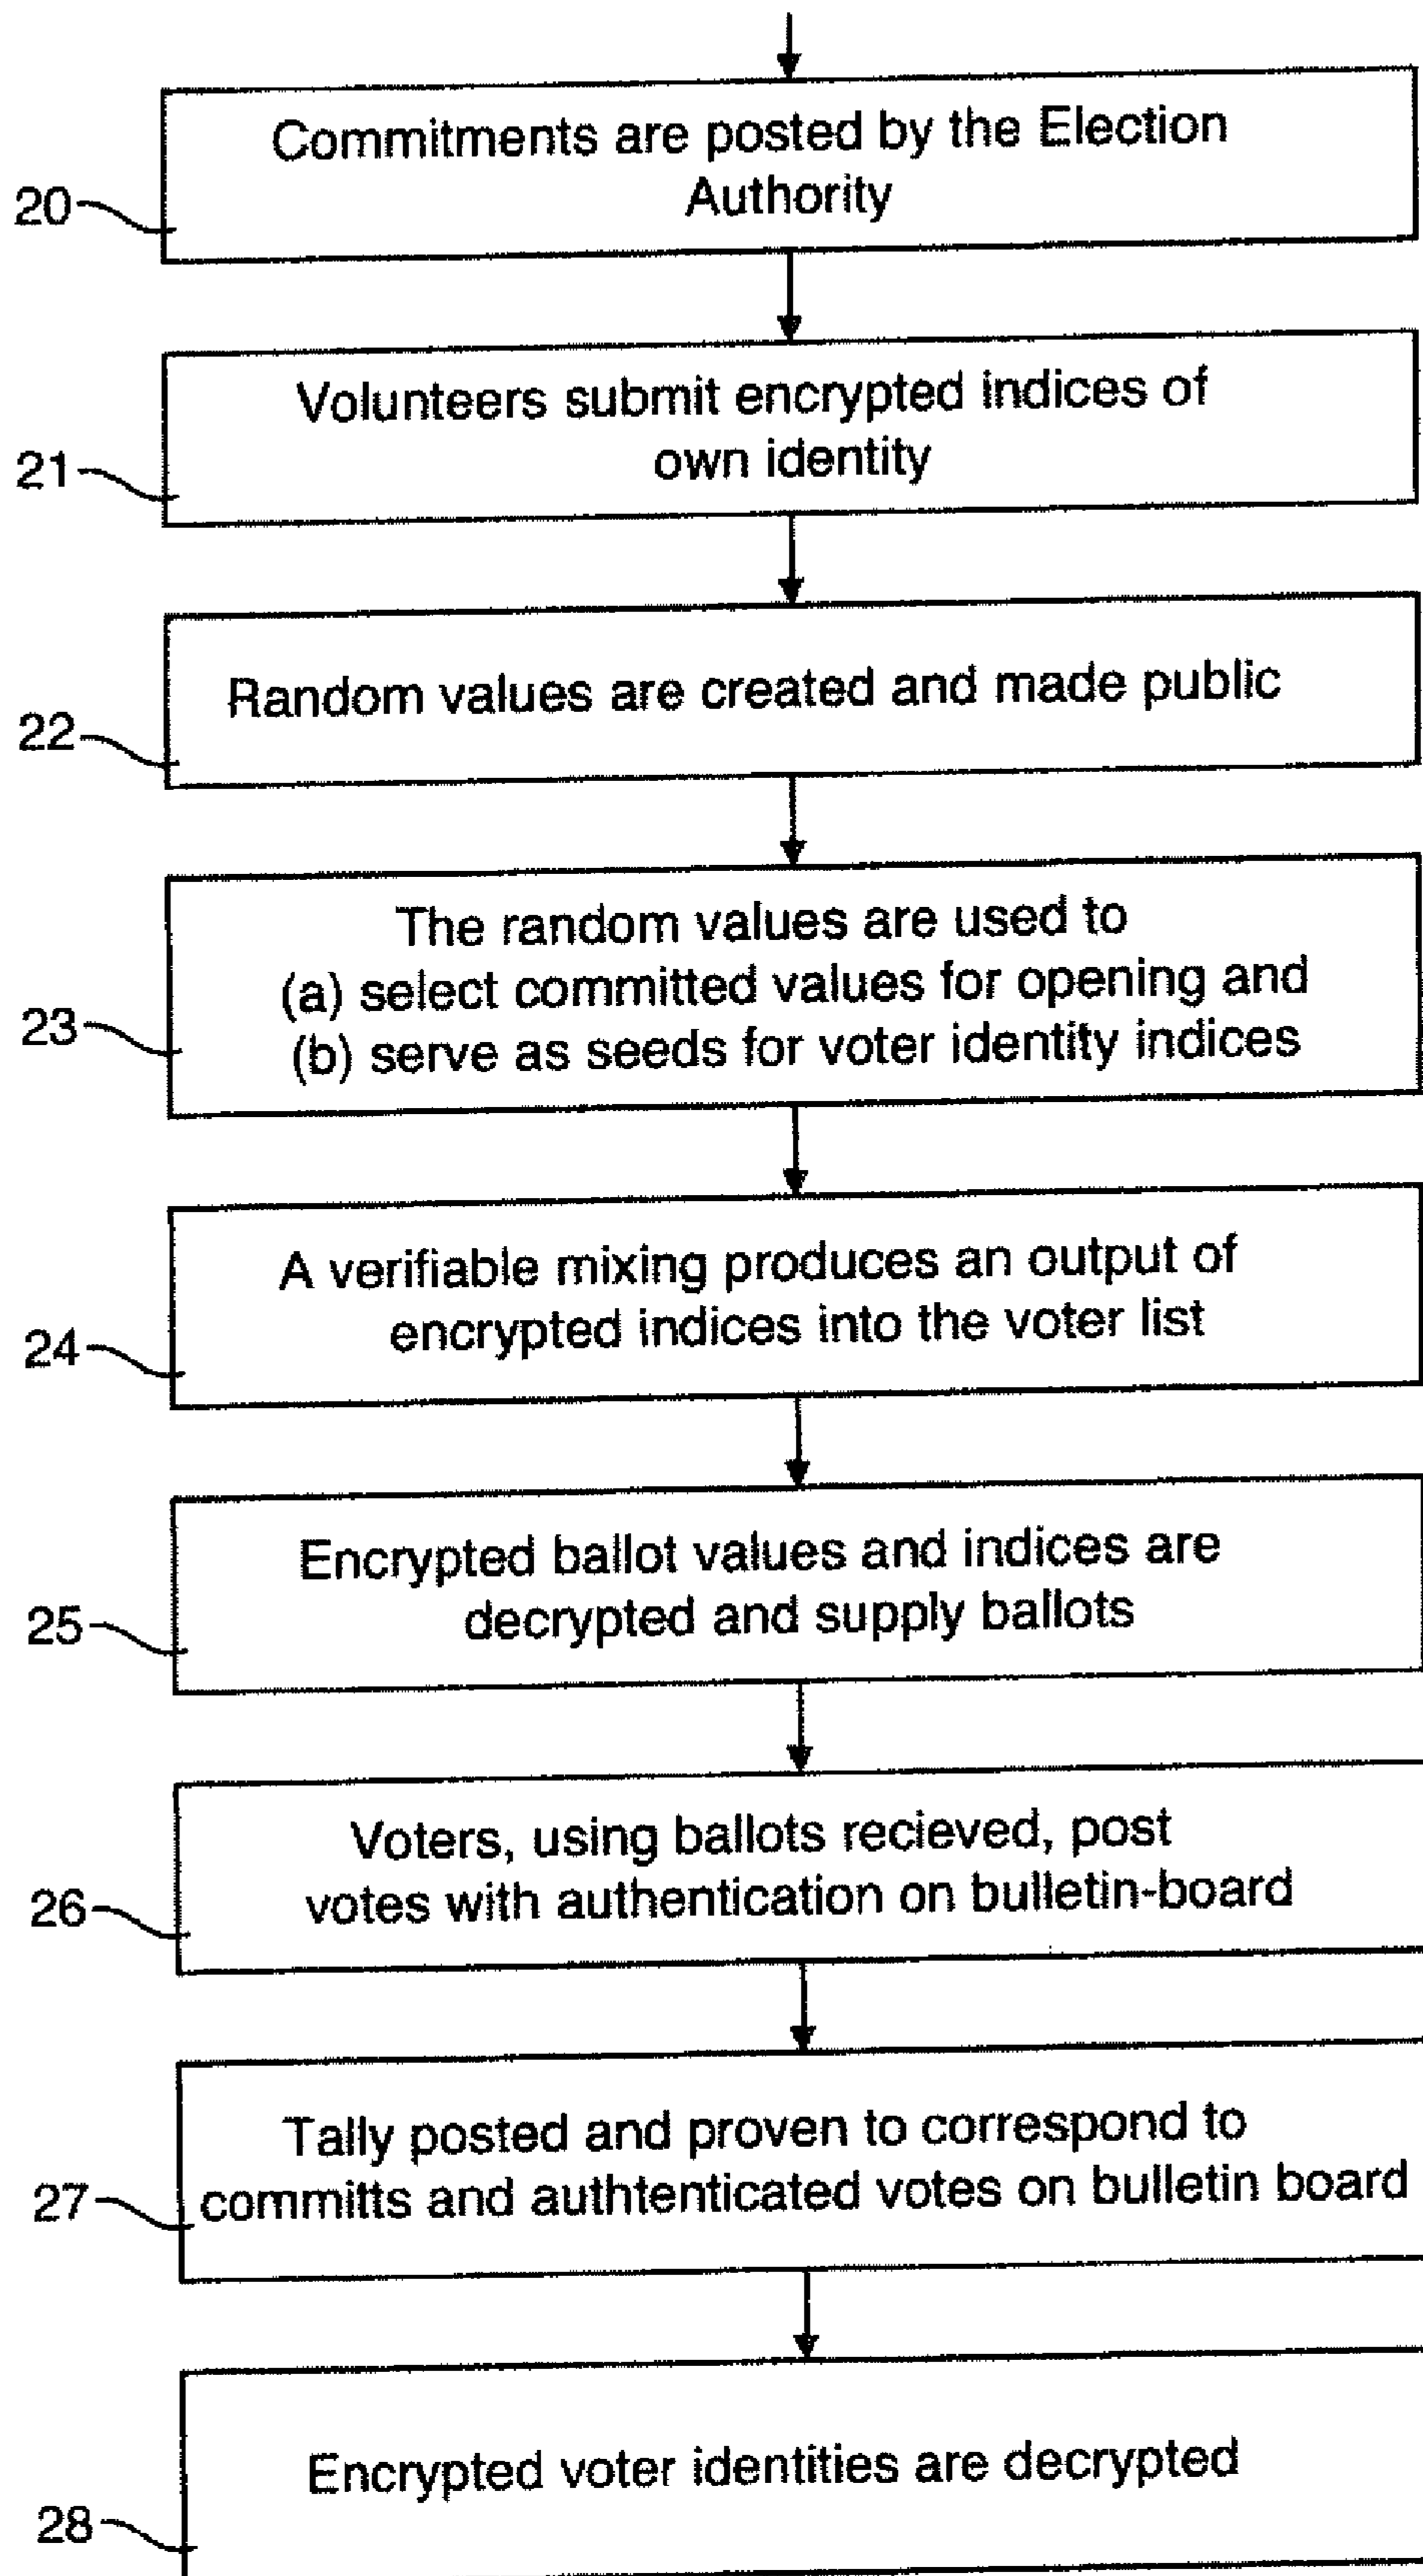 Commitments are posted by the Election
Authority
20
Volunteers submit encrypted indices of
own identity
21
Random values are created and made public
22
The random values are used to
(a) select committed values for opening and
(b) serve as seeds for voter identity indices
23
A verifiable mixing produces an output of
encrypted indices into the voter list
24
Encrypted ballot values and indices are
decrypted and supply ballots
25
Voters, using ballots recieved, post
votes with authentication on bulletin-board
26
Tally posted and proven to correspond to
committs and authtenticated votes on bulletin board
27
Encrypted voter identities are decrypted
28